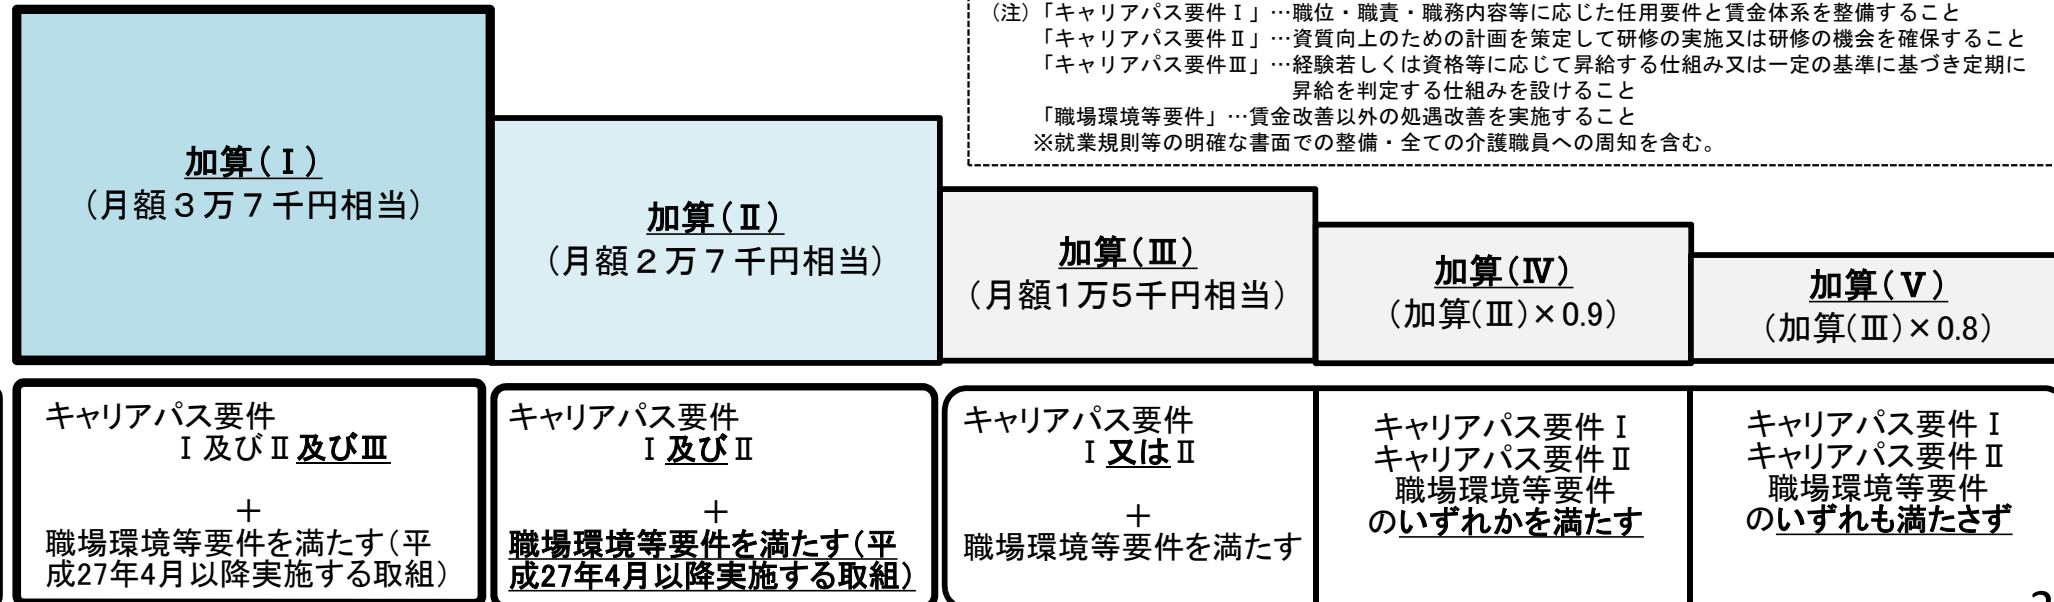 （注）「キャリアパス要件Ⅰ」…職位・職責・職務内容等に応じた任用要件と賃金体系を整備すること
「キャリアパス要件Ⅱ」…資質向上のための計画を策定して研修の実施又は研修の機会を確保すること
「キャリアパス要件Ⅲ」…経験若しくは資格等に応じて昇給する仕組み又は一定の基準に基づき定期に
昇給を判定する仕組みを設けること
「職場環境等要件」…賃金改善以外の処遇改善を実施すること
※就業規則等の明確な書面での整備・全ての介護職員への周知を含む。
加算（Ⅰ）
（月額３万７千円相当）
加算（Ⅱ）
（月額２万７千円相当）
加算（Ⅲ）
（月額1万5千円相当）
加算（Ⅳ）
（加算(Ⅲ)×0.9）
加算（Ⅴ）
（加算(Ⅲ)×0.8）
キャリアパス要件
Ⅰ及びⅡ及びⅢ
＋
職場環境等要件を満たす（平
成27年4月以降実施する取組）
キャリアパス要件
Ⅰ及びⅡ
＋
職場環境等要件を満たす（平
成27年4月以降実施する取組）
キャリアパス要件
Ⅰ又はⅡ
＋
職場環境等要件を満たす
キャリアパス要件Ⅰ
キャリアパス要件Ⅱ
職場環境等要件
のいずれかを満たす
キャリアパス要件Ⅰ
キャリアパス要件Ⅱ
職場環境等要件
のいずれも満たさず